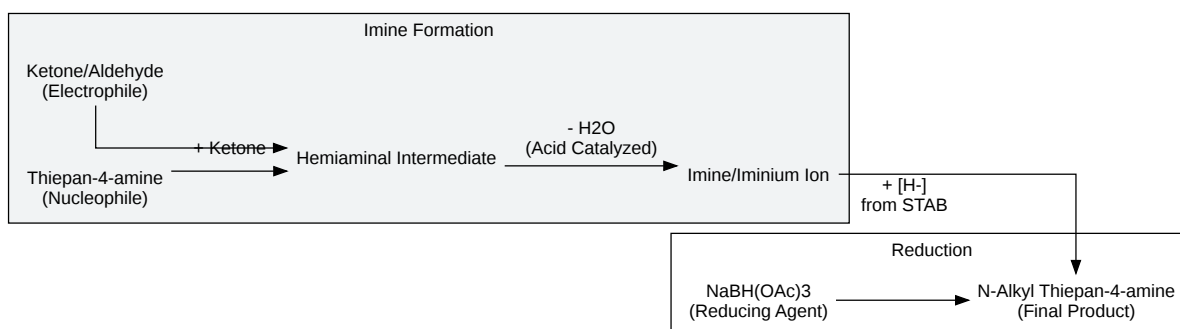 Imine Formation
Ketone/Aldehyde
(Electrophile)
+ Ketone
Thiepan-4-amine
(Nucleophile)
Hemiaminal Intermediate
- H2O
(Acid Catalyzed)
Imine/Iminium Ion
+ [H-]
from STAB
Reduction
NaBH(OAc)3
(Reducing Agent)
N-Alkyl Thiepan-4-amine
(Final Product)